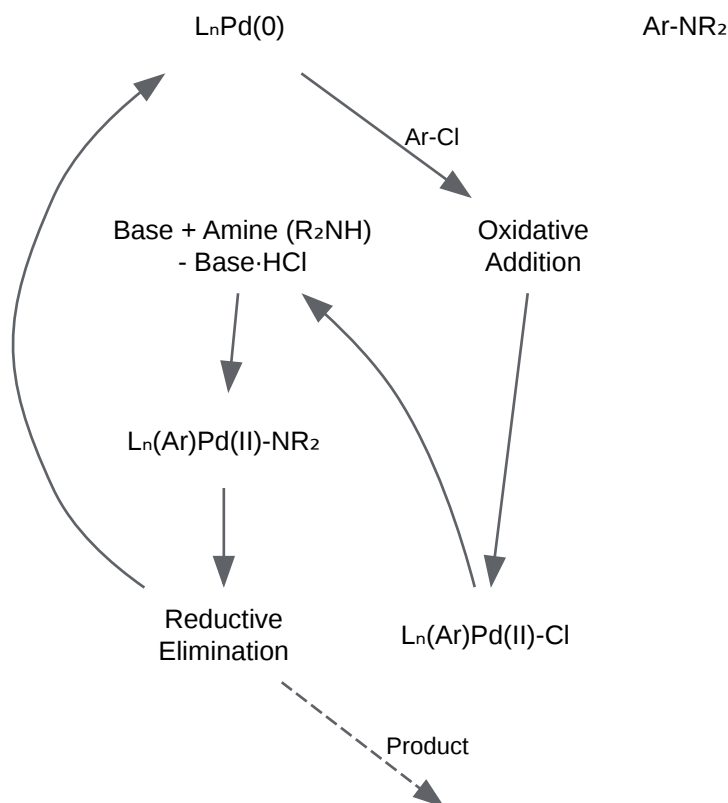 LₙPd(0)
Ar-NR₂
Ar-Cl
Base + Amine (R₂NH)
- Base·HCl
Oxidative
Addition
Lₙ(Ar)Pd(II)-NR₂
Reductive
Elimination
Lₙ(Ar)Pd(II)-Cl
Product